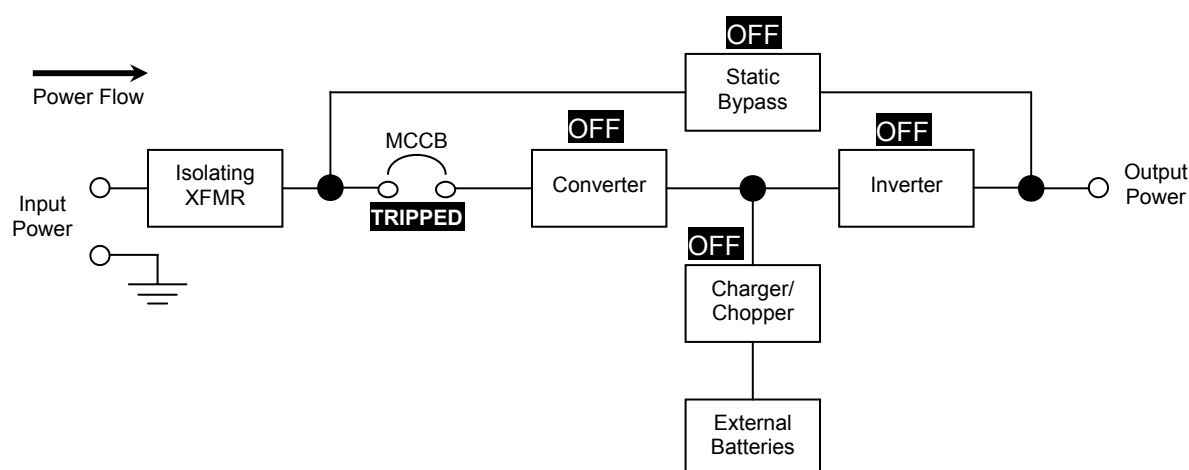 OFF
Static
Bypass
Power Flow
MCCB
OFF
OFF
Isolating
XFMR
Converter
Inverter
Input
Power
Output
Power
TRIPPED
OFF
Charger/
Chopper
External
Batteries